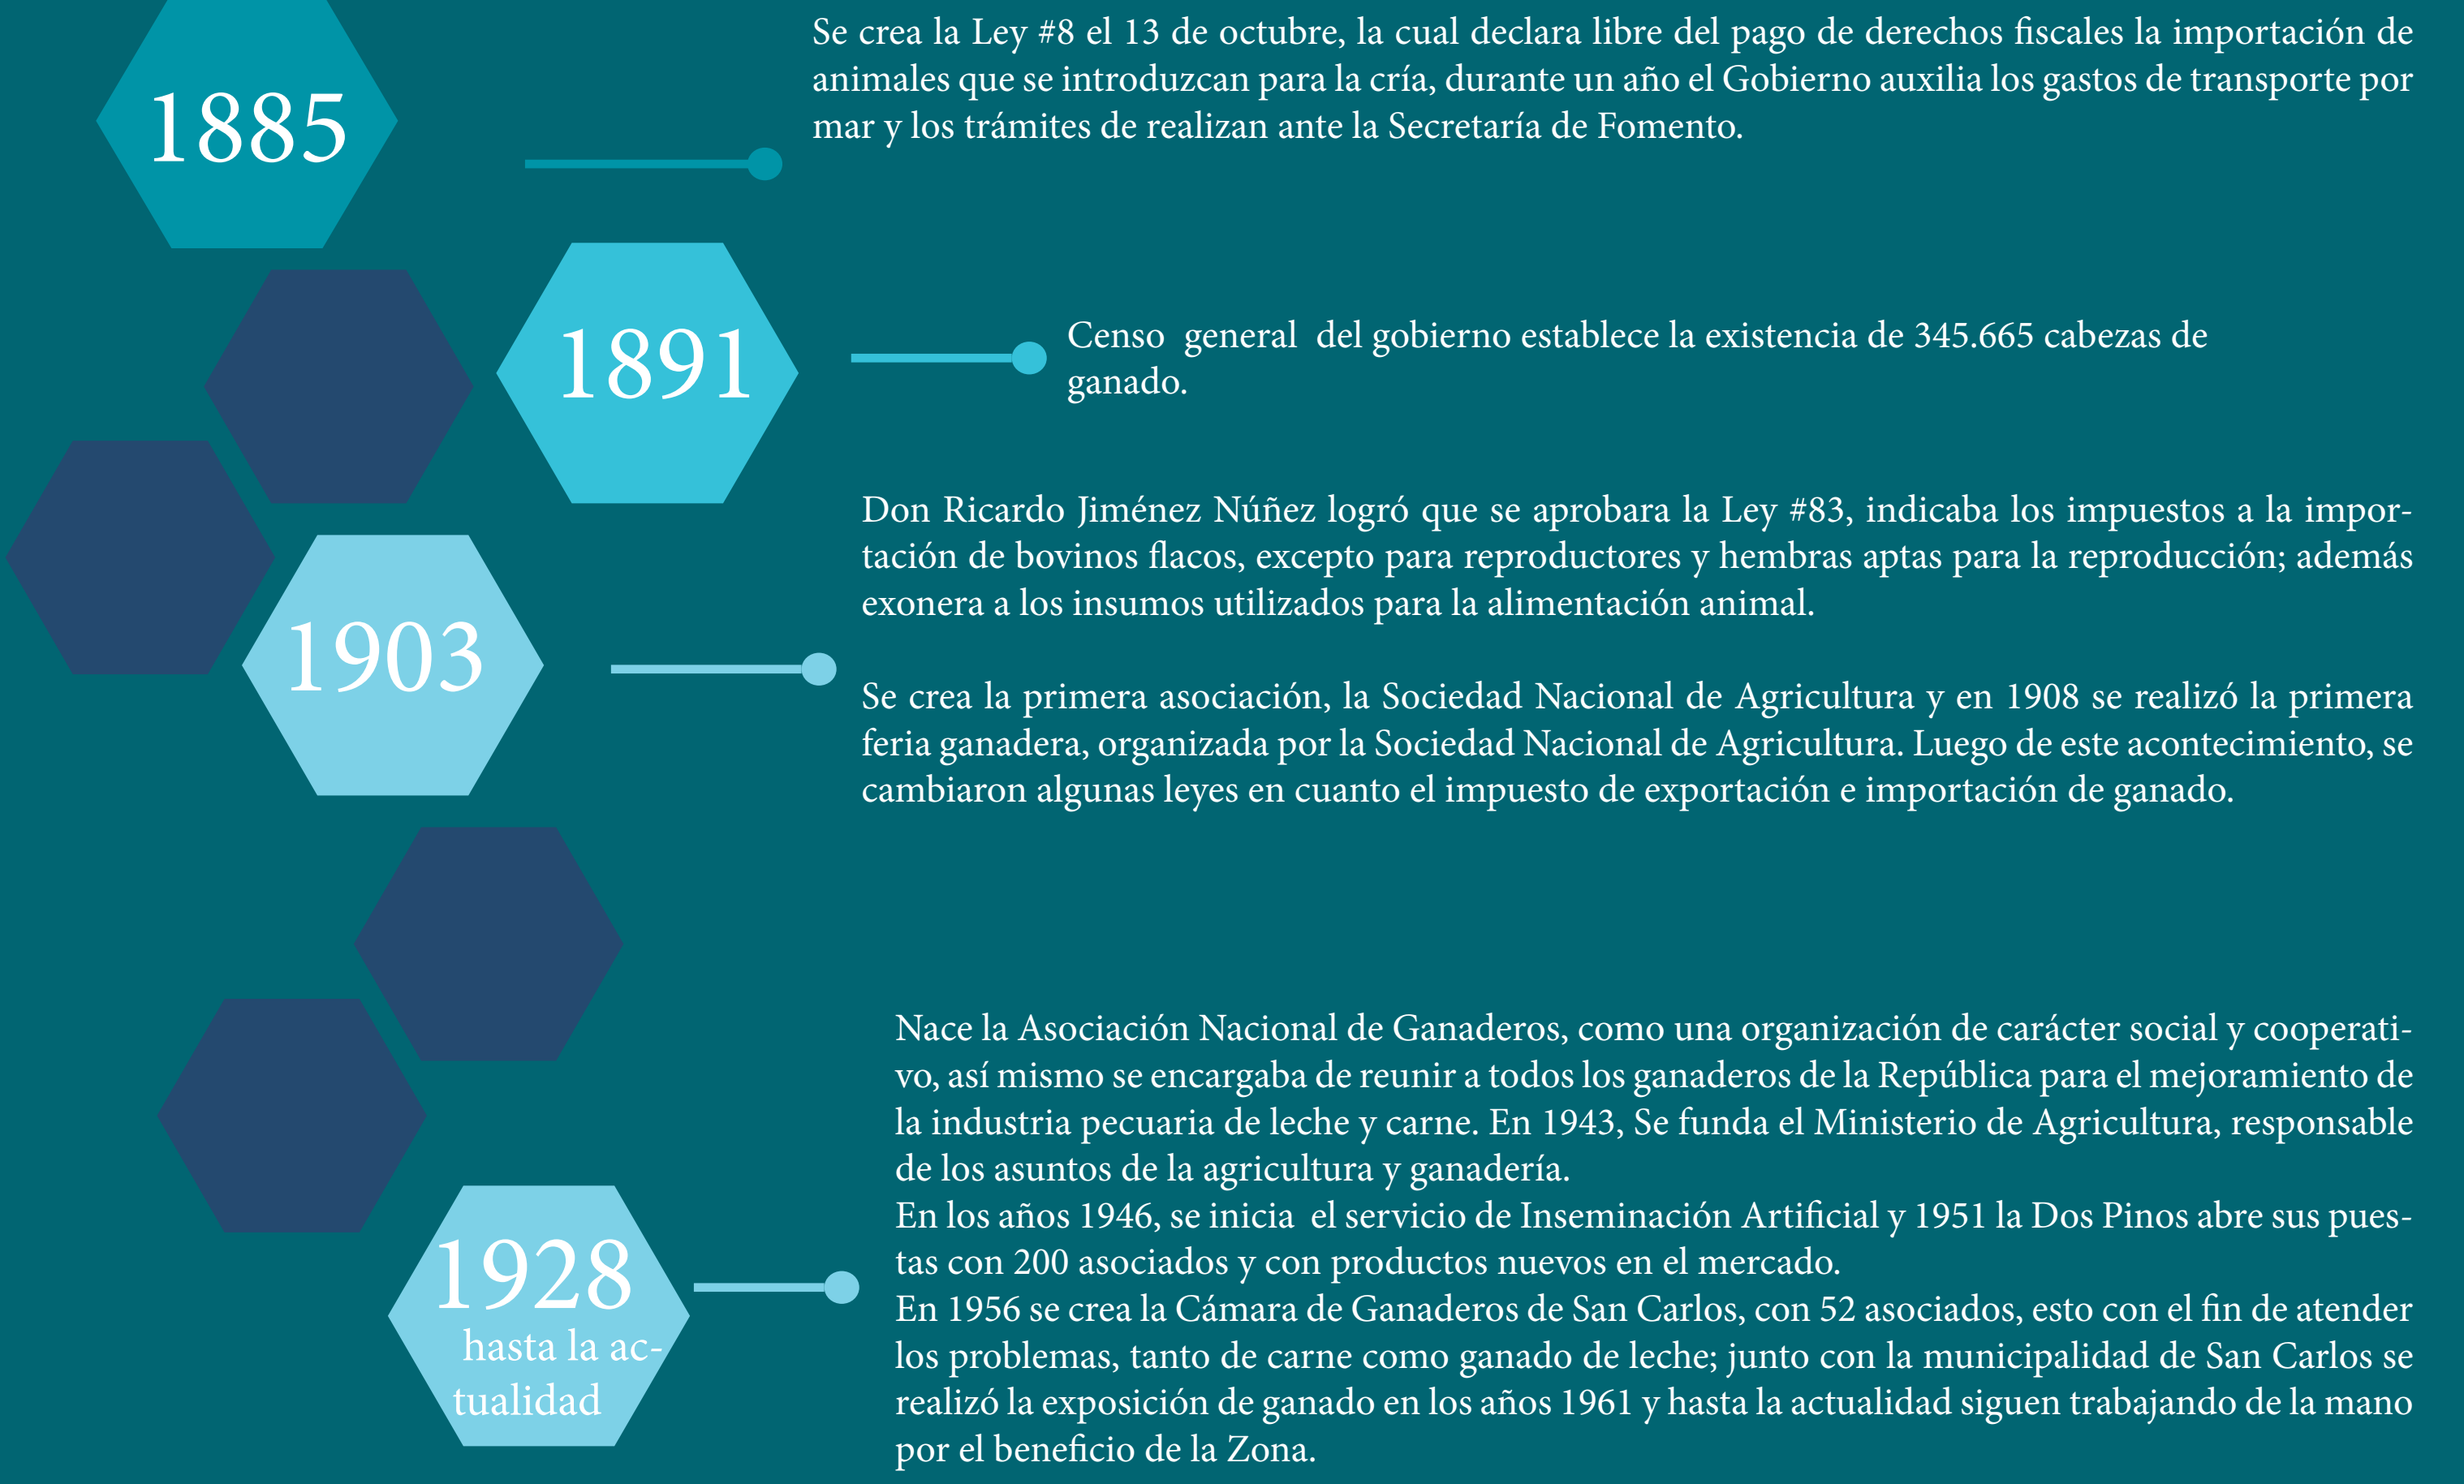 1885
Se crea la Ley #8 el 13 de octubre, la cual declara libre del pago de derechos fiscales la importación de
animales que se introduzcan para la cría, durante un año el Gobierno auxilia los gastos de transporte por
mar y los trámites de realizan ante la Secretaría de Fomento.
1891
Censo general del gobierno establece la existencia de 345.665 cabezas de
ganado.
1903
Don Ricardo Jiménez Núñez logró que se aprobara la Ley #83, indicaba los impuestos a la impor-
tación de bovinos flacos, excepto para reproductores y hembras aptas para la reproducción; además
exonera a los insumos utilizados para la alimentación animal.
Se crea la primera asociación, la Sociedad Nacional de Agricultura y en 1908 se realizó la primera
feria ganadera, organizada por la Sociedad Nacional de Agricultura. Luego de este acontecimiento, se
cambiaron algunas leyes en cuanto el impuesto de exportación e importación de ganado.
1928
hasta la ac-
tualidad
Nace la Asociación Nacional de Ganaderos, como una organización de carácter social y cooperati-
vo, así mismo se encargaba de reunir a todos los ganaderos de la República para el mejoramiento de
la industria pecuaria de leche y carne. En 1943, Se funda el Ministerio de Agricultura, responsable
de los asuntos de la agricultura y ganadería.
En los años 1946, se inicia el servicio de Inseminación Artificial y 1951 la Dos Pinos abre sus pues-
tas con 200 asociados y con productos nuevos en el mercado.
En 1956 se crea la Cámara de Ganaderos de San Carlos, con 52 asociados, esto con el fin de atender
los problemas, tanto de carne como ganado de leche; junto con la municipalidad de San Carlos se
realizó la exposición de ganado en los años 1961 y hasta la actualidad siguen trabajando de la mano
por el beneficio de la Zona.